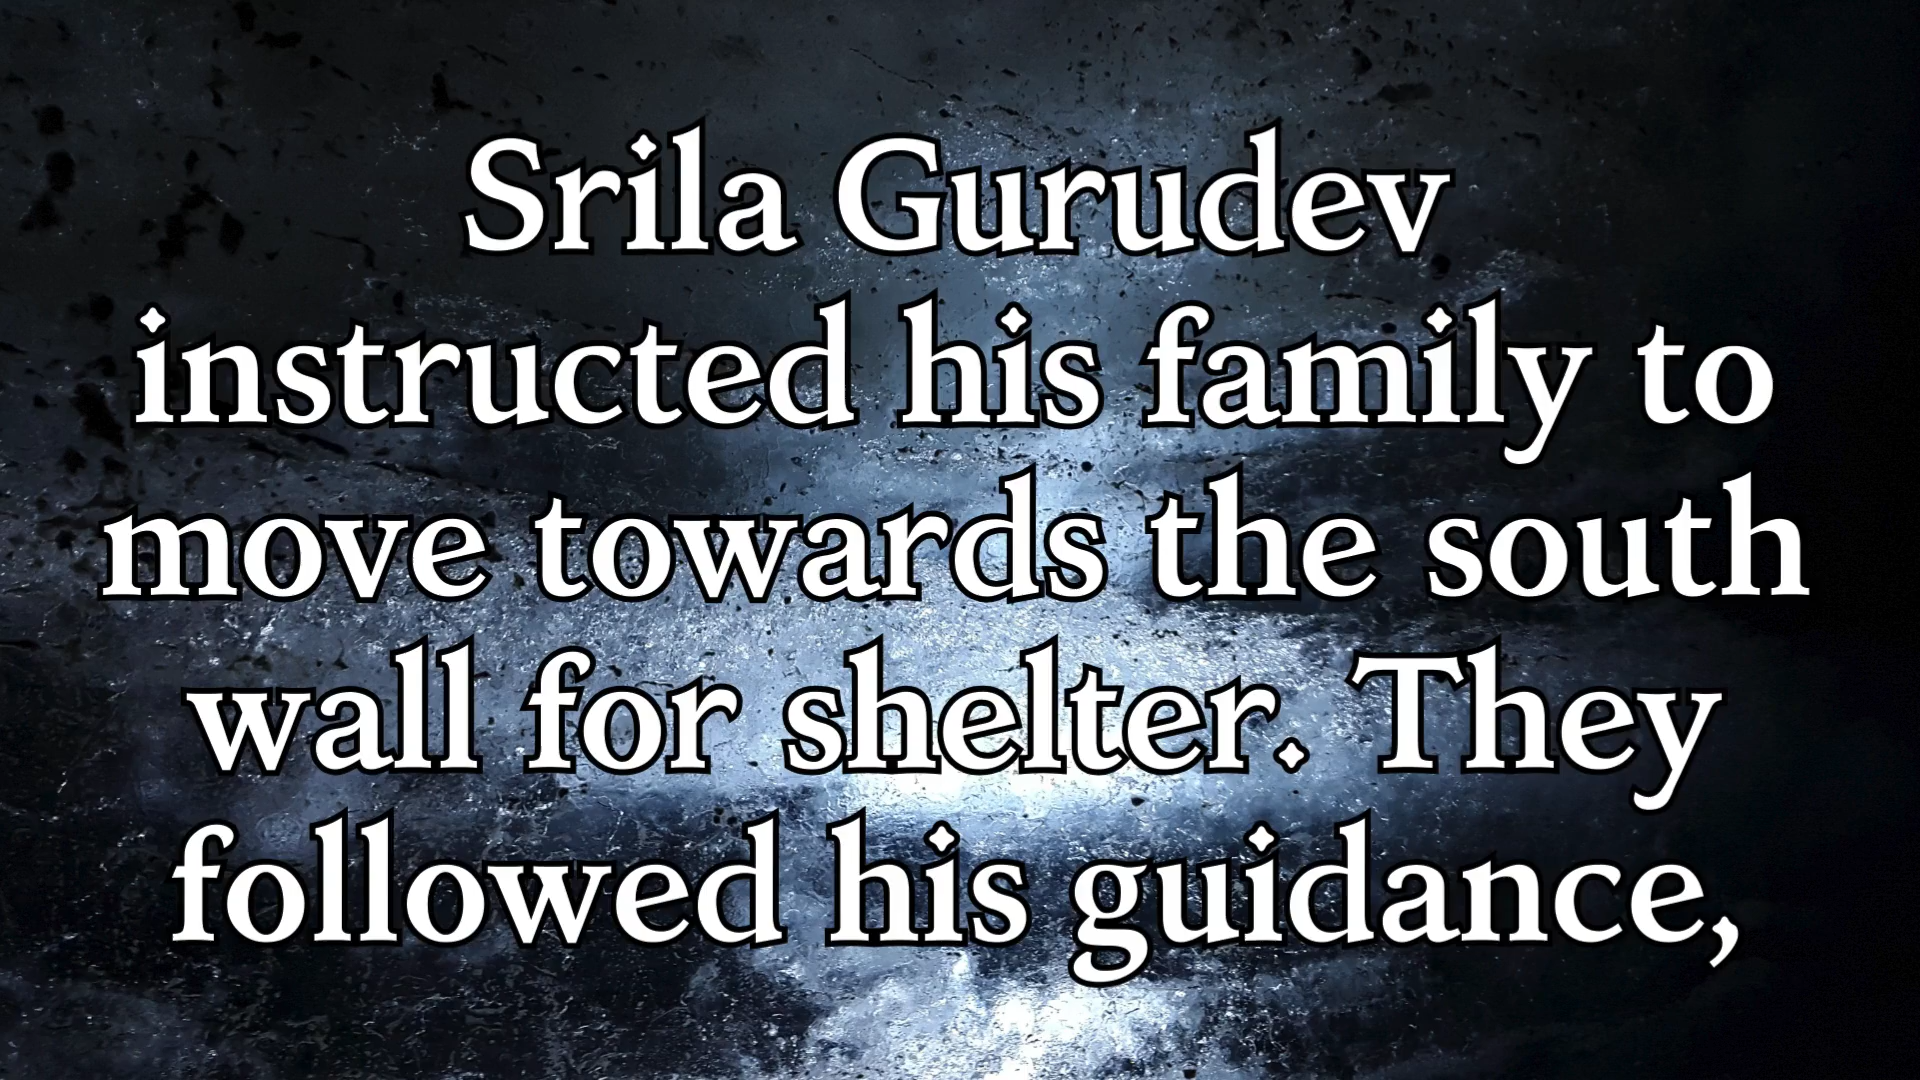 Srila Gurudev
instructed his family to
move towards the south
wall for shelter. They
followed his guidance,